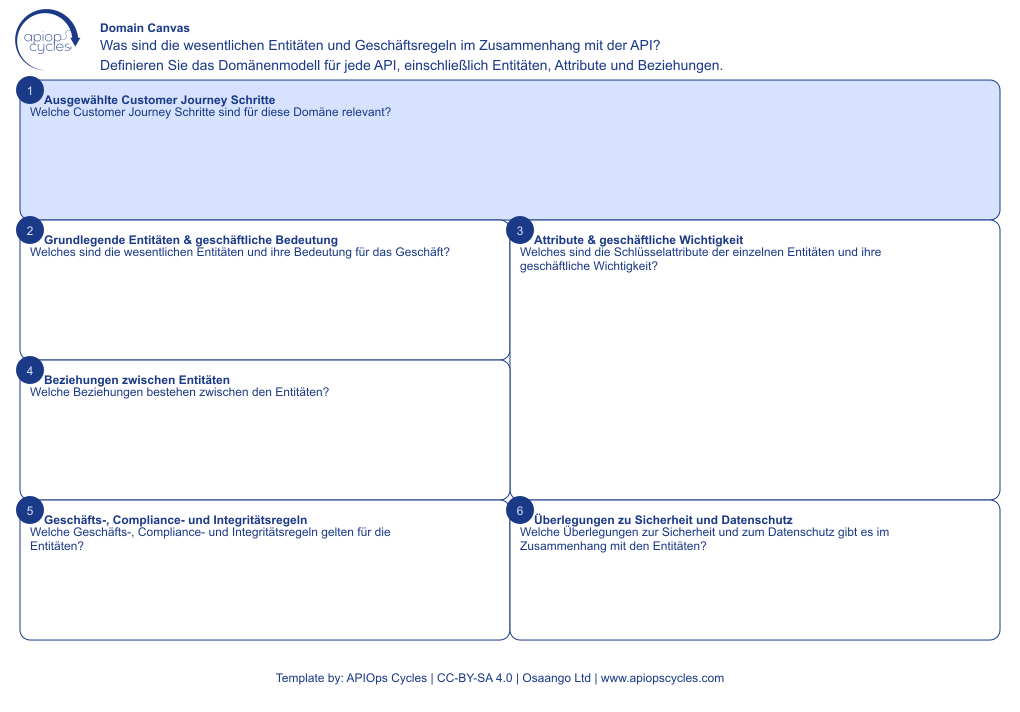 apiops
cycles
Domain Canvas
Was sind die wesentlichen Entitäten und Geschäftsregeln im Zusammenhang mit der API?
Definieren Sie das Domänenmodell für jede API, einschließlich Entitäten, Attribute und Beziehungen.
1
Ausgewählte Customer Journey Schritte
Welche Customer Journey Schritte sind für diese Domäne relevant?
2
Grundlegende Entitäten & geschäftliche Bedeutung
Welches sind die wesentlichen Entitäten und ihre Bedeutung für das Geschäft?
3
Attribute & geschäftliche Wichtigkeit
Welches sind die Schlüsselattribute der einzelnen Entitäten und ihre
geschäftliche Wichtigkeit?
4
Beziehungen zwischen Entitäten
Welche Beziehungen bestehen zwischen den Entitäten?
5
Geschäfts-, Compliance- und Integritätsregeln
Welche Geschäfts-, Compliance- und Integritätsregeln gelten für die
Entitäten?
6
Überlegungen zu Sicherheit und Datenschutz
Welche Überlegungen zur Sicherheit und zum Datenschutz gibt es im
Zusammenhang mit den Entitäten?
Template by: APIOps Cycles | CC-BY-SA 4.0 | Osaango Ltd | www.apiopscycles.com